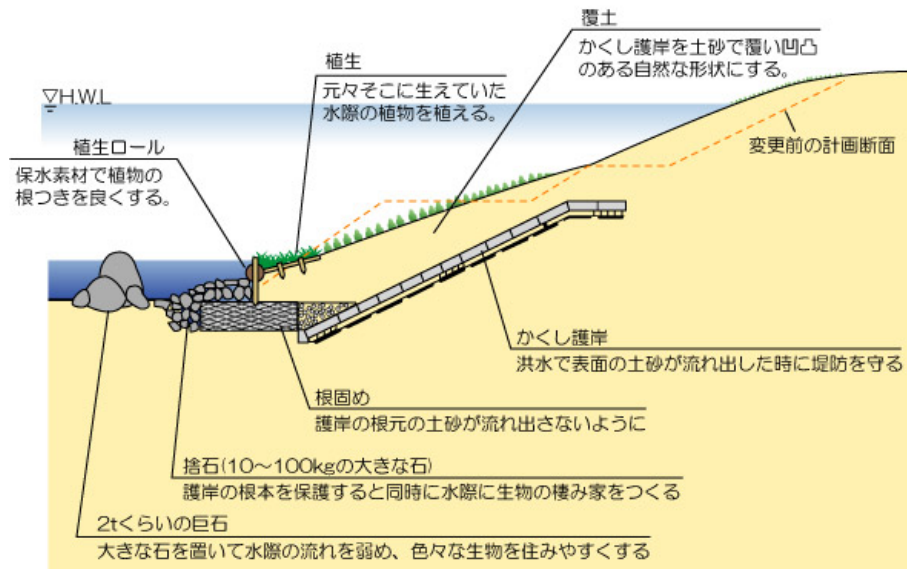 覆土
かくし護岸を土砂で覆い凹凸
のある自然な形状にする。
植生
元々そこに生えていた
水際の植物を植える。
▽H.W.L
変更前の計画断面
植生ロール
保水素材で植物の
根つきを良くする。
かくし護岸
洪水で表面の土砂が流れ出した時に堤防を守る
根固め
護岸の根元の土砂が流れ出さないように
捨石(10〜100kgの大きな石)
護岸の根本を保護すると同時に水際に生物の棲み家をつくる
2tくらいの巨石
大きな石を置いて水際の流れを弱め、色々な生物を住みやすくする